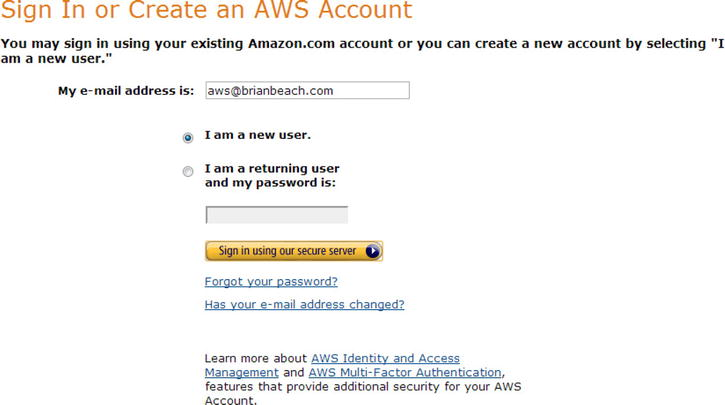 Sign In or Create an AWS Account
You may sign in using your existing Amazon.com account or you can create a new account by selecting "I
am a new user."
My e-mail address is: aws@brianbeach.com
I am a new user.
I am a returning user
and my password is:
Sign in using our secure server
Forgot your password?
Has your e-mail address changed?
Learn more about AWS Identity and Access
Management and AWS Multi-Factor Authentication,
features that provide additional security for your AWS
Account.